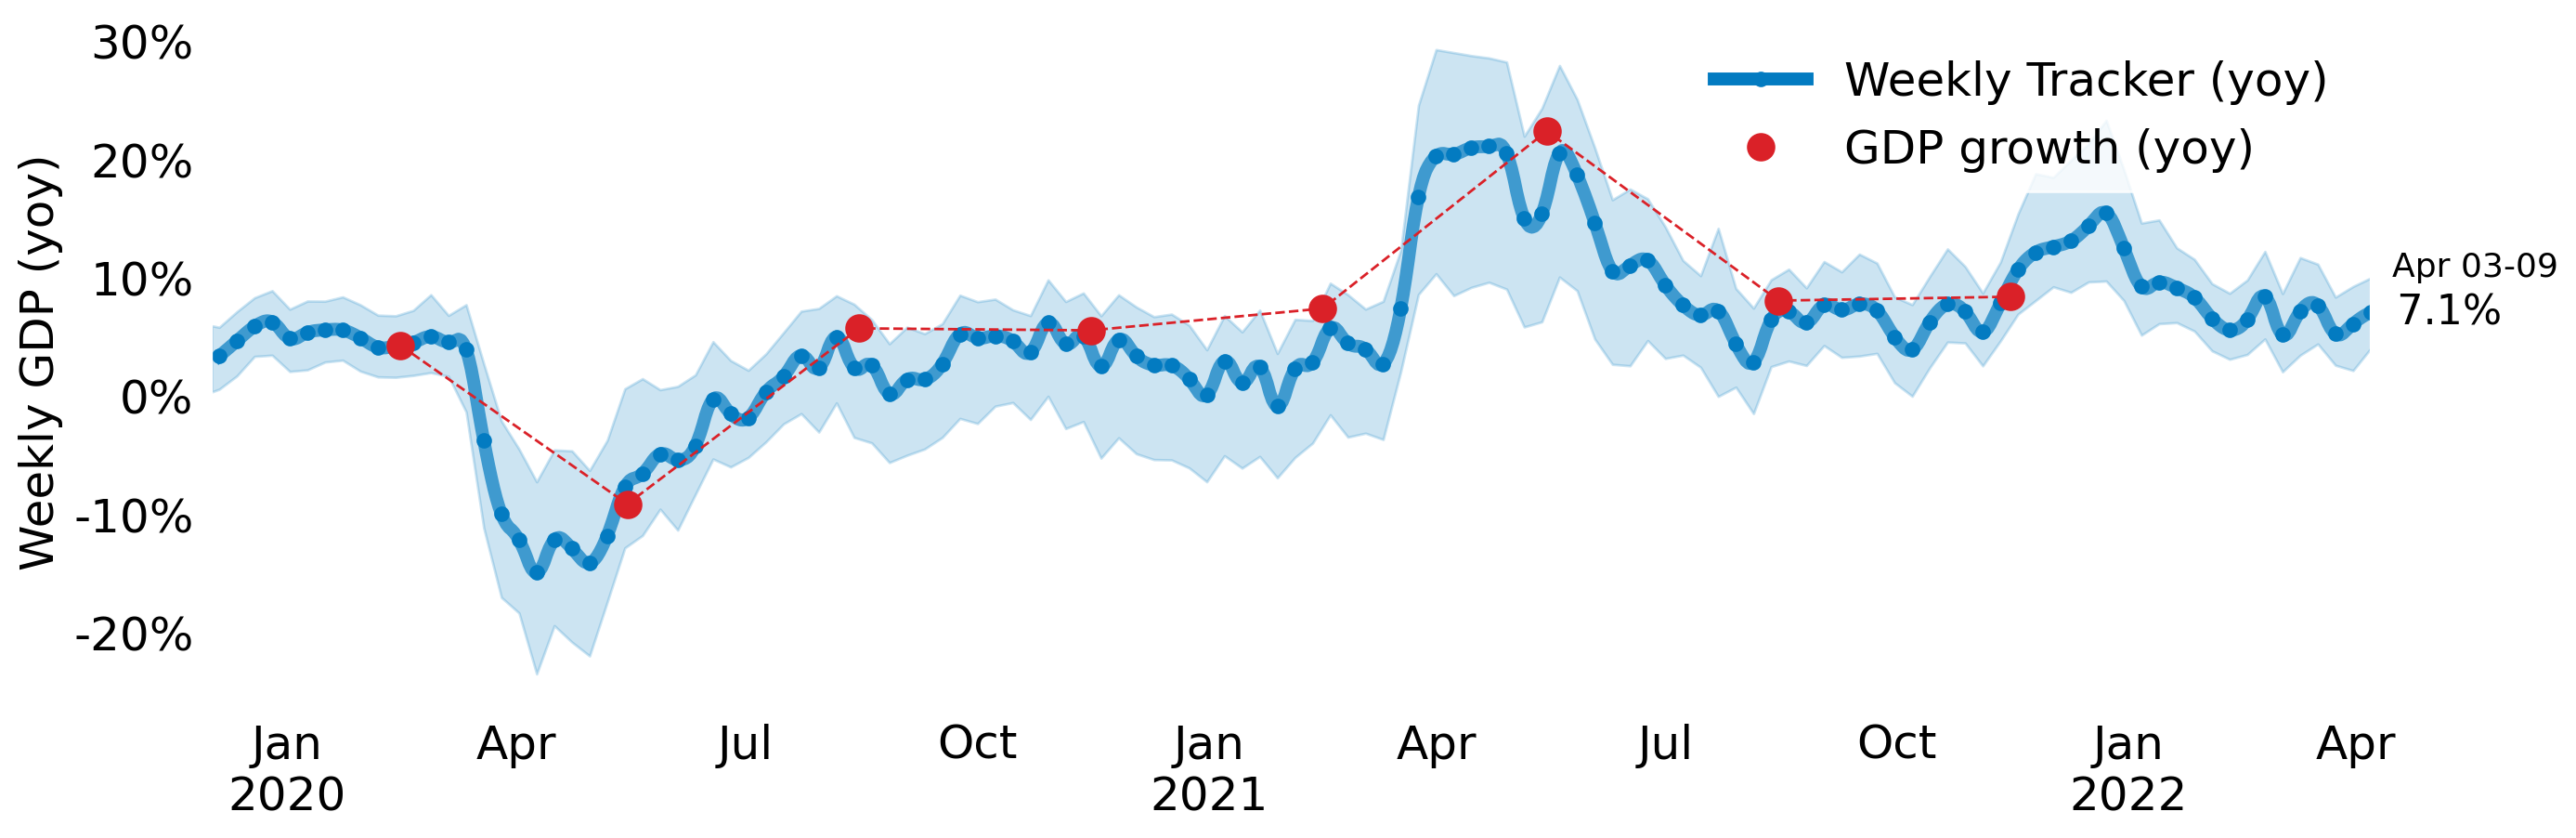 Weekly GDP (yoy)
30%
20%
10%
0%
-10%
-20%
Weekly Tracker (yoy)
GDP growth (yoy)
Apr 03-09
7.1%
Jan Apr Jul Oct Jan Apr Jul Oct Jan Apr
2020 2021 2022